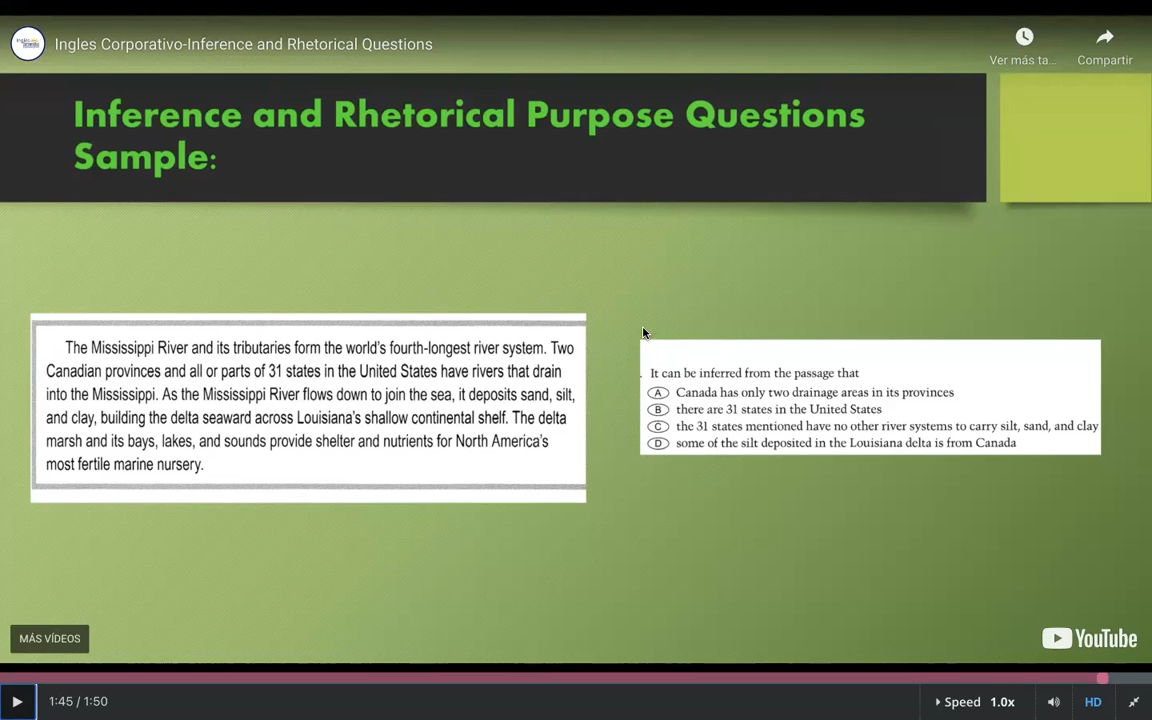 Ingles Corporativo-Inference and Rhetorical Questions
Ver más ta...
Compartir
Inference and Rhetorical Purpose Questions
Sample:
The Mississippi River and its tributaries form the world's fourth-longest river system. Two
Canadian provinces and all or parts of 31 states in the United States have rivers that drain
into the Mississippi. As the Mississippi River flows down to join the sea, it deposits sand, silt,
and clay, building the delta seaward across Louisiana's shallow continental shelf. The delta
marsh and its bays, lakes, and sounds provide shelter and nutrients for North America's
most fertile marine nursery.
It can be inferred from the passage that
A Canada has only two drainage areas in its provinces
B there are 31 states in the United States
C the 31 states mentioned have no other river systems to carry silt, sand, and clay
D some of the silt deposited in the Louisiana delta is from Canada
MÁS VÍDEOS
YouTube
1:45 / 1:50
Speed 1.0x
HD